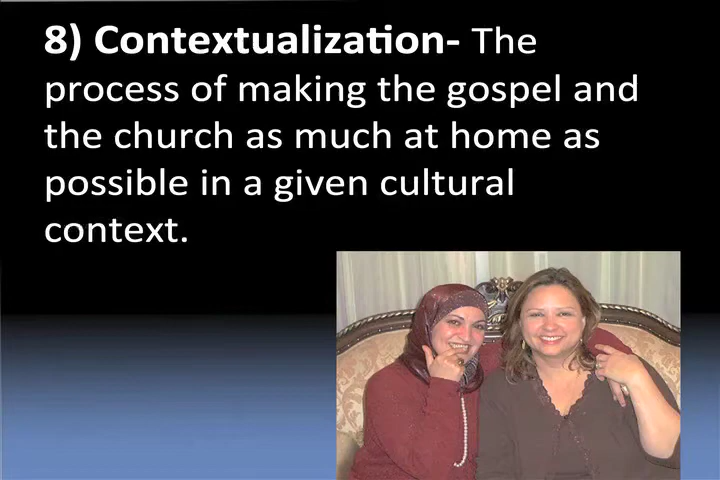 8) Contextualization- The
process of making the gospel and
the church as much at home as
possible in a given cultural
context.